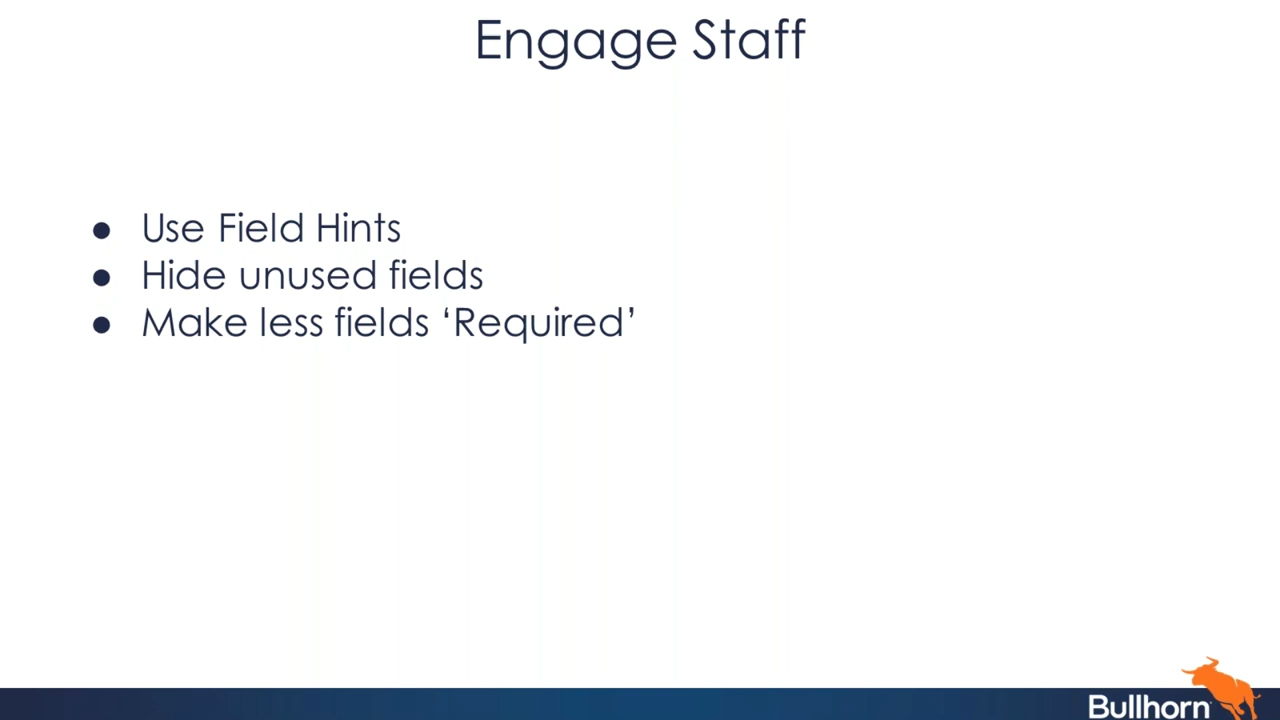 Engage Staff
● Use Field Hints
● Hide unused fields
● Make less fields ‘Required’
Bullhorn